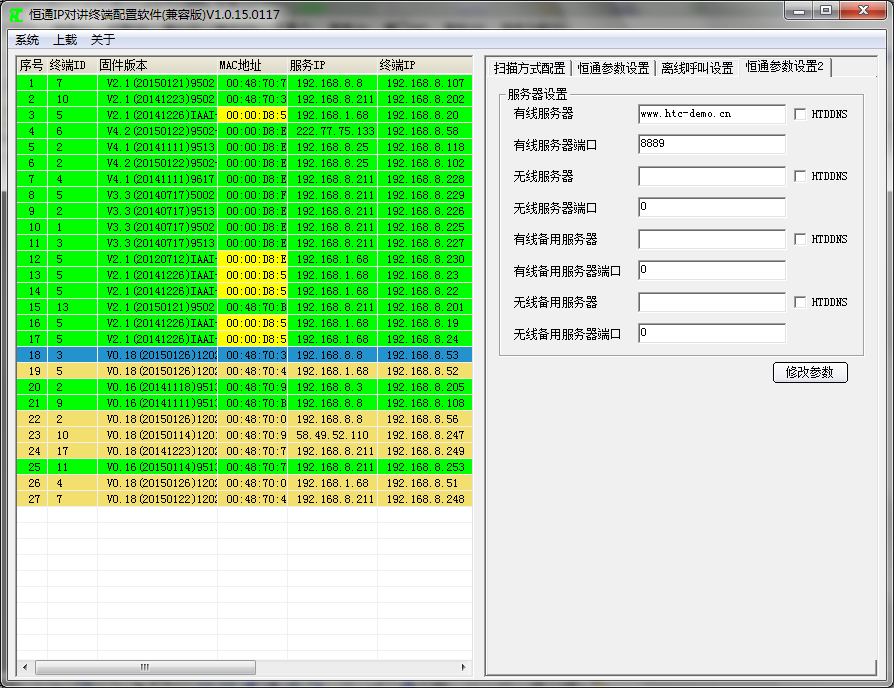 恒通IP对讲终端配置软件(兼容版)V1.0.15.0117
系统 上载 关于
序号 终端ID 固件版本 MAC地址 服务IP 终端IP
1 7 V2.1(20150121)9502 00:48:70:7 192.168.8.8 192.168.8.107
2 10 V2.1(20141223)9502 00:48:70:3 192.168.8.211 192.168.8.202
3 5 V2.1(20141226)IAAI- 00:00:D8:5 192.168.1.68 192.168.8.20
4 6 V4.2(20150122)9502- 00:00:D8:E 222.77.75.133 192.168.8.58
5 2 V4.1(20141111)9513- 00:00:D8:E 192.168.8.25 192.168.8.118
6 2 V4.2(20150122)9502- 00:00:D8:E 192.168.8.25 192.168.8.102
7 4 V4.1(20141111)9617 00:00:D8:E 192.168.8.211 192.168.8.228
8 5 V3.3(20140717)5002 00:00:D8:F 192.168.8.211 192.168.8.229
9 2 V3.3(20140717)9513 00:00:D8:E 192.168.8.211 192.168.8.226
10 1 V3.3(20140717)9502 00:00:D8:E 192.168.8.211 192.168.8.225
11 3 V3.3(20140717)9513 00:00:D8:E 192.168.8.211 192.168.8.227
12 5 V2.1(20120712)IAAI- 00:00:D8:E 192.168.1.68 192.168.8.230
13 5 V2.1(20141226)IAAI- 00:00:D8:5 192.168.1.68 192.168.8.23
14 5 V2.1(20141226)IAAI- 00:00:D8:5 192.168.1.68 192.168.8.22
15 13 V2.1(20150121)9502 00:48:70:B 192.168.8.211 192.168.8.201
16 5 V2.1(20141226)IAAI- 00:00:D8:5 192.168.1.68 192.168.8.19
17 5 V2.1(20141226)IAAI- 00:00:D8:5 192.168.1.68 192.168.8.24
18 3 V0.18(20150126)1202 00:48:70:3 192.168.8.8 192.168.8.53
19 5 V0.18(20150126)1202 00:48:70:4 192.168.1.68 192.168.8.52
20 2 V0.16(20141118)9513 00:48:70:9 192.168.8.3 192.168.8.205
21 9 V0.16(20141111)9513 00:48:70:B 192.168.8.8 192.168.8.108
22 2 V0.18(20150126)1202 00:48:70:0 192.168.8.8 192.168.8.56
23 10 V0.18(20150114)1201 00:48:70:9 58.49.52.110 192.168.8.247
24 17 V0.18(20141223)1202 00:48:70:7 192.168.8.211 192.168.8.249
25 11 V0.16(20150114)9513 00:48:70:7 192.168.8.211 192.168.8.253
26 4 V0.18(20150126)1202 00:48:70:0 192.168.1.68 192.168.8.51
27 7 V0.18(20150122)1202 00:48:70:4 192.168.8.211 192.168.8.248
扫描方式配置 恒通参数设置 离线呼叫设置 恒通参数设置2
服务器设置
有线服务器 www.htc-demo.cn HTDDNS
有线服务器端口 8889
无线服务器 HTDDNS
无线服务器端口 0
有线备用服务器 HTDDNS
有线备用服务器端口 0
无线备用服务器 HTDDNS
无线备用服务器端口 0
修改参数